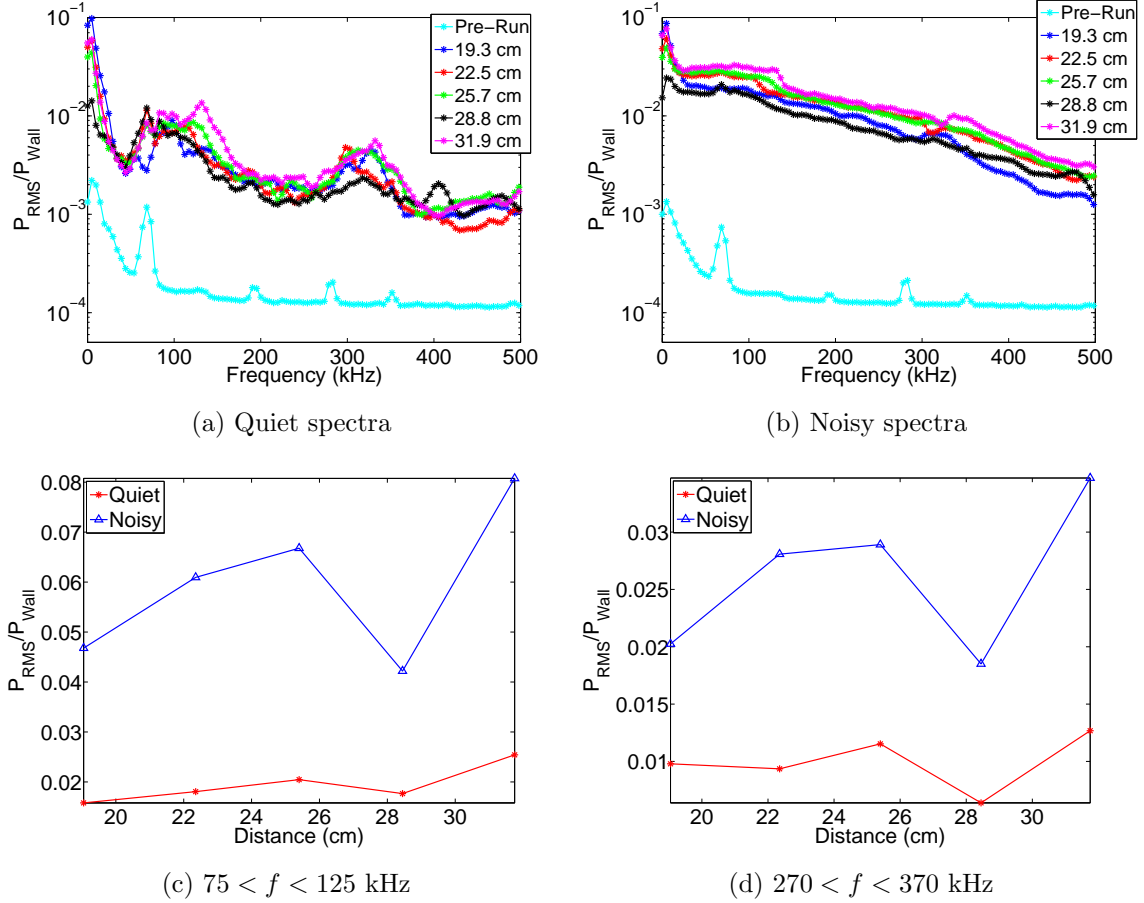 10^-1
10^-2
10^-3
10^-4
P_RMS/P_Wall
0 100 200 300 400 500
Frequency (kHz)
Pre-Run
19.3 cm
22.5 cm
25.7 cm
28.8 cm
31.9 cm
(a) Quiet spectra
10^-1
10^-2
10^-3
10^-4
P_RMS/P_Wall
0 100 200 300 400 500
Frequency (kHz)
Pre-Run
19.3 cm
22.5 cm
25.7 cm
28.8 cm
31.9 cm
(b) Noisy spectra
0.08
0.07
0.06
0.05
0.04
0.03
0.02
P_RMS/P_Wall
20 22 24 26 28 30
Distance (cm)
Quiet
Noisy
(c) 75 < f < 125 kHz
0.03
0.025
0.02
0.015
0.01
P_RMS/P_Wall
20 22 24 26 28 30
Distance (cm)
Quiet
Noisy
(d) 270 < f < 370 kHz